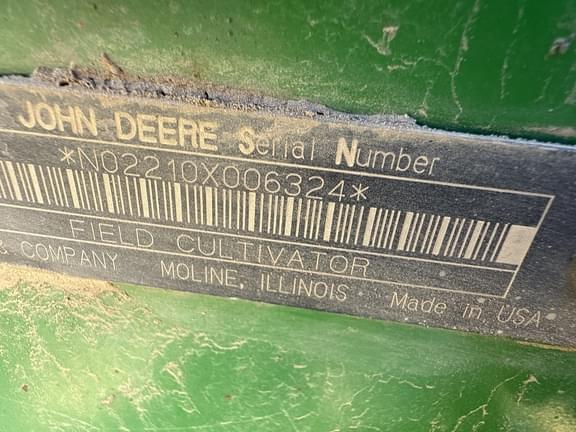 JOHN DEERE Serial Number
*N02210X006324*
FIELD CULTIVATOR
& COMPANY MOLINE, ILLINOIS Made in USA